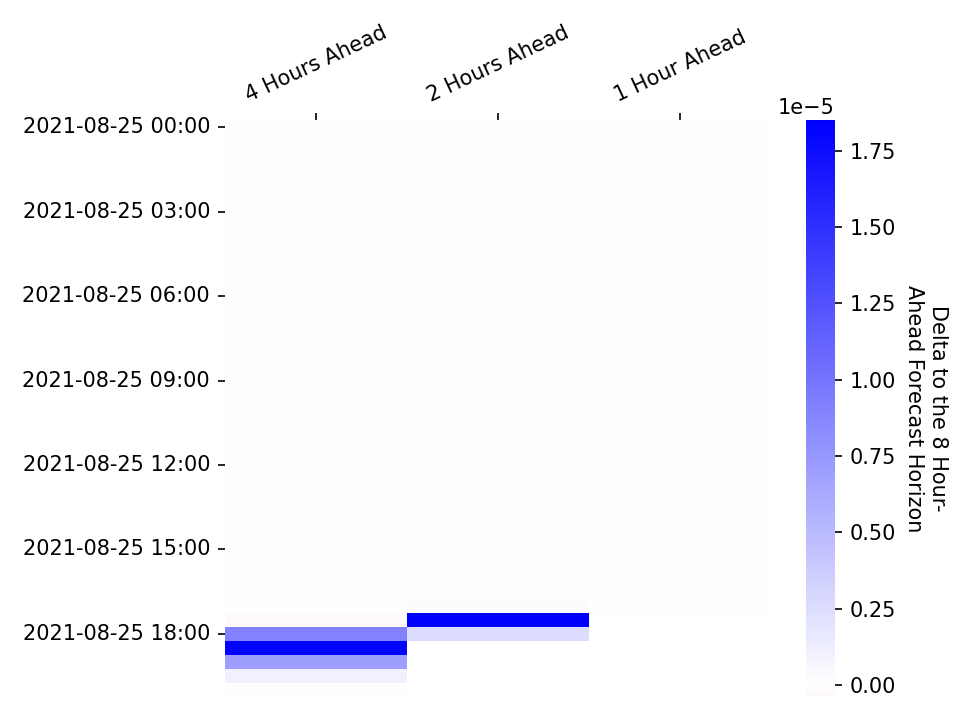 4 Hours Ahead
2 Hours Ahead
1 Hour Ahead
1e−5
2021-08-25 00:00
2021-08-25 03:00
2021-08-25 06:00
2021-08-25 09:00
2021-08-25 12:00
2021-08-25 15:00
2021-08-25 18:00
1.75
1.50
1.25
1.00
0.75
0.50
0.25
0.00
Delta to the 8 Hour-
Ahead Forecast Horizon